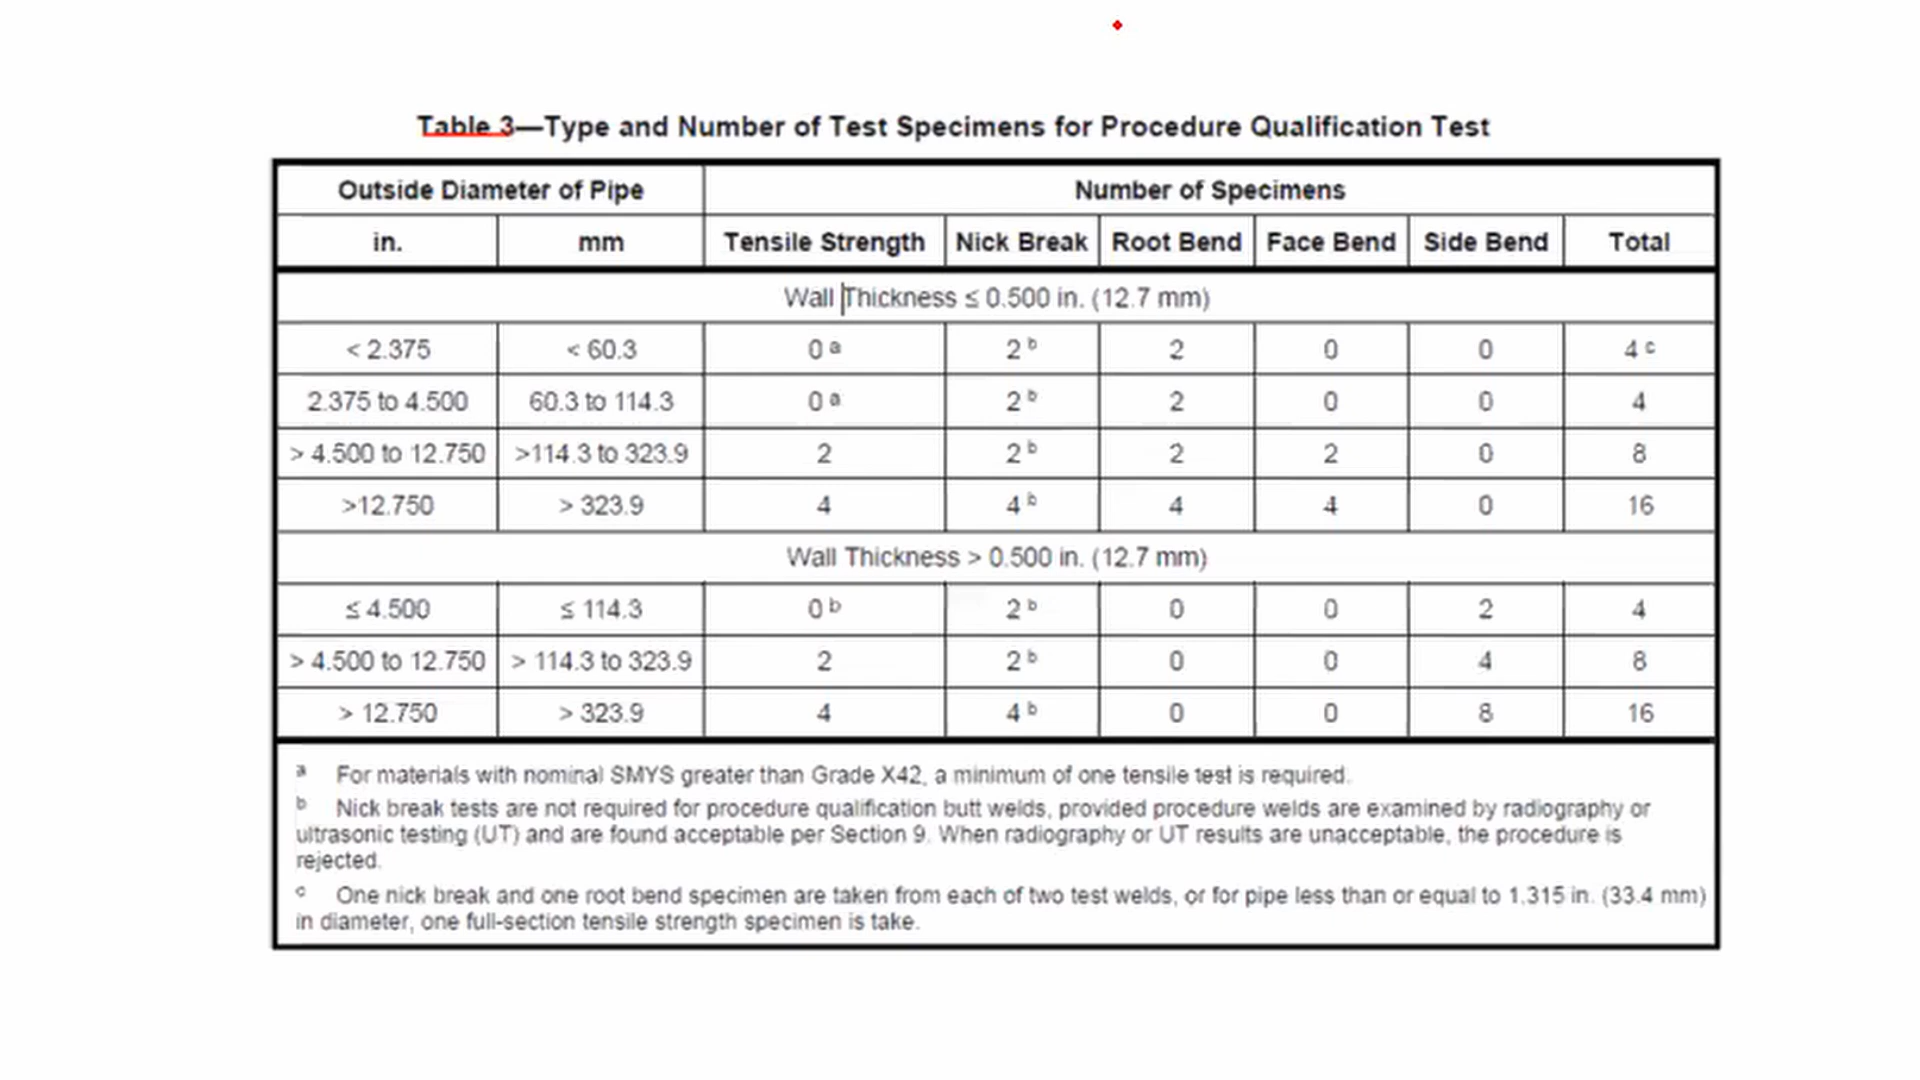 Table 3—Type and Number of Test Specimens for Procedure Qualification Test
Outside Diameter of Pipe Number of Specimens
in. mm Tensile Strength Nick Break Root Bend Face Bend Side Bend Total
Wall Thickness ≤ 0.500 in. (12.7 mm)
< 2.375 < 60.3 0 a 2 b 2 0 0 4 c
2.375 to 4.500 60.3 to 114.3 0 a 2 b 2 0 0 4
> 4.500 to 12.750 >114.3 to 323.9 2 2 b 2 2 0 8
>12.750 > 323.9 4 4 b 4 4 0 16
Wall Thickness > 0.500 in. (12.7 mm)
≤ 4.500 ≤ 114.3 0 b 2 b 0 0 2 4
> 4.500 to 12.750 > 114.3 to 323.9 2 2 b 0 0 4 8
> 12.750 > 323.9 4 4 b 0 0 8 16
a For materials with nominal SMYS greater than Grade X42, a minimum of one tensile test is required.
b Nick break tests are not required for procedure qualification butt welds, provided procedure welds are examined by radiography or
ultrasonic testing (UT) and are found acceptable per Section 9. When radiography or UT results are unacceptable, the procedure is
rejected.
c One nick break and one root bend specimen are taken from each of two test welds, or for pipe less than or equal to 1.315 in. (33.4 mm)
in diameter, one full-section tensile strength specimen is take.